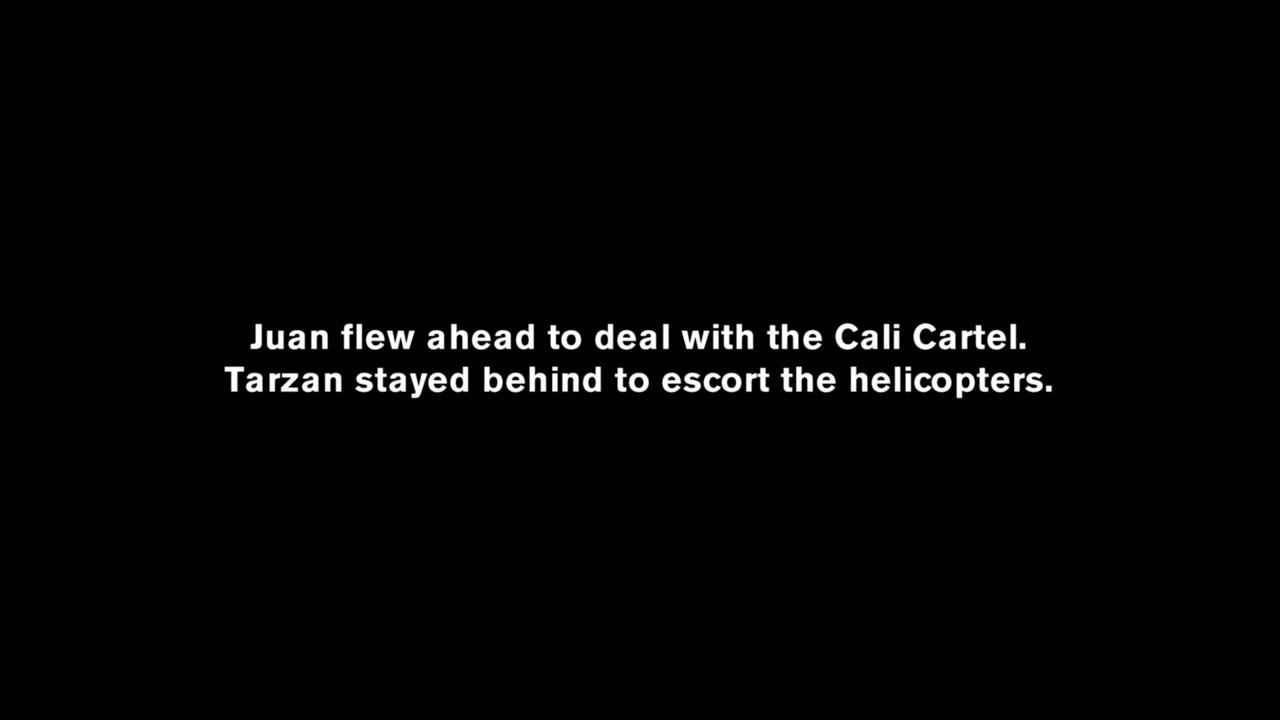 Juan flew ahead to deal with the Cali Cartel.
Tarzan stayed behind to escort the helicopters.